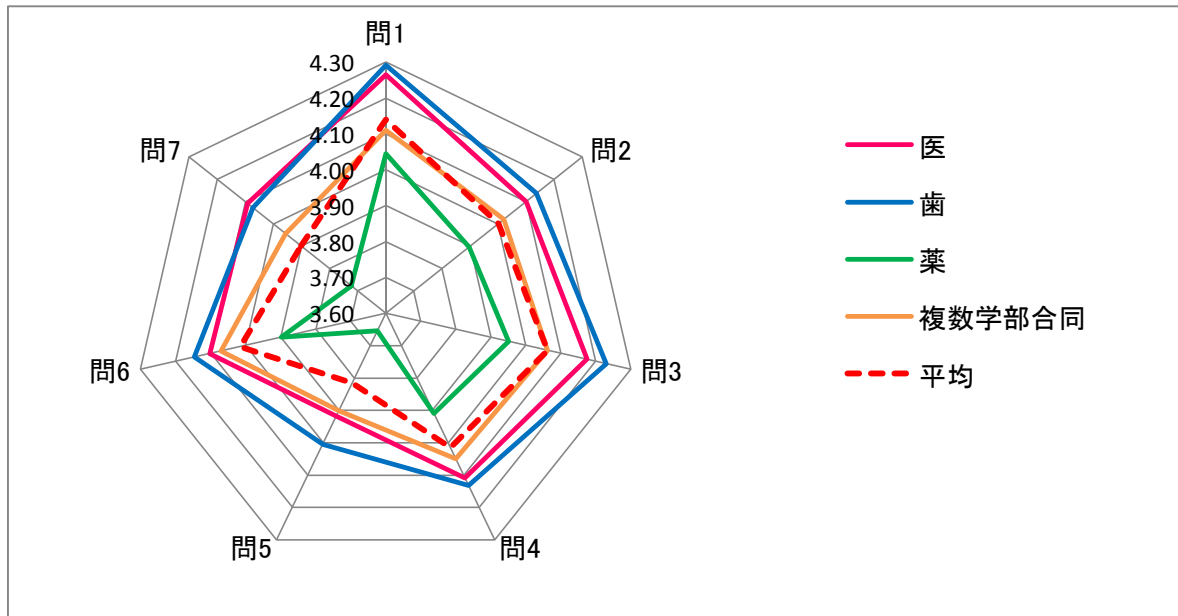 問1
4.30
4.20
4.10
4.00
3.90
3.80
3.70
3.60
問2
問3
問4
問5
問6
問7
医
歯
薬
複数学部合同
平均